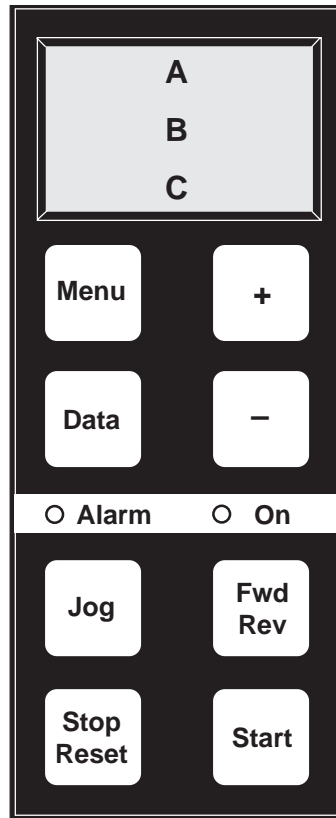 A
B
C
Menu +
Data −
Alarm On
Jog Fwd
Rev
Stop
Reset Start